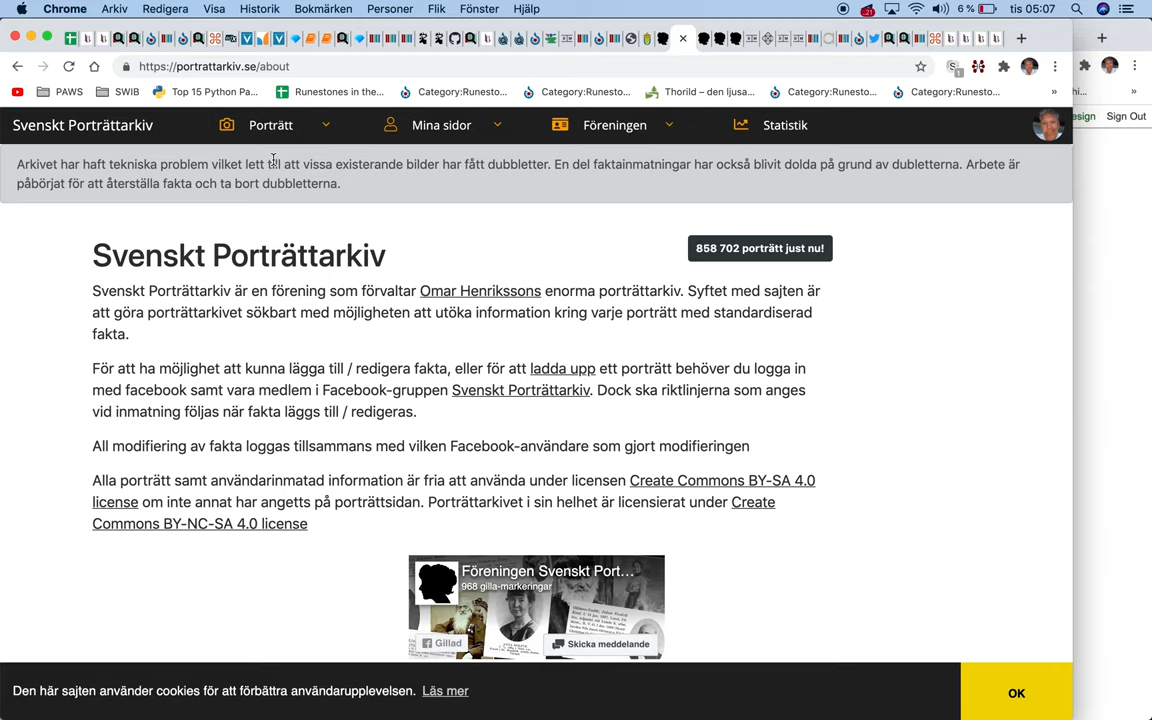 Chrome Arkiv Redigera Visa Historik Bokmärken Personer Flik Fönster Hjälp 21 6 % tis 05:07
https://portrattarkiv.se/about
PAWS SWIB Top 15 Python Pa... Runestones in the... Category:Runesto... Category:Runesto... Thorild – den ljusa... Category:Runesto... Category:Runesto... » hi... »
Svenskt Porträttarkiv Porträtt Mina sidor Föreningen Statistik
esign Sign Out
Arkivet har haft tekniska problem vilket lett till att vissa existerande bilder har fått dubbletter. En del faktainmatningar har också blivit dolda på grund av dubletterna. Arbete är
påbörjat för att återställa fakta och ta bort dubbletterna.
Svenskt Porträttarkiv
858 702 porträtt just nu!
Svenskt Porträttarkiv är en förening som förvaltar Omar Henrikssons enorma porträttarkiv. Syftet med sajten är
att göra porträttarkivet sökbart med möjligheten att utöka information kring varje porträtt med standardiserad
fakta.
För att ha möjlighet att kunna lägga till / redigera fakta, eller för att ladda upp ett porträtt behöver du logga in
med facebook samt vara medlem i Facebook-gruppen Svenskt Porträttarkiv. Dock ska riktlinjerna som anges
vid inmatning följas när fakta läggs till / redigeras.
All modifiering av fakta loggas tillsammans med vilken Facebook-användare som gjort modifieringen
Alla porträtt samt användarinmatad information är fria att använda under licensen Create Commons BY-SA 4.0
license om inte annat har angetts på porträttsidan. Porträttarkivet i sin helhet är licensierat under Create
Commons BY-NC-SA 4.0 license
Föreningen Svenskt Port...
968 gilla-markeringar
Gillad Skicka meddelande
Den här sajten använder cookies för att förbättra användarupplevelsen. Läs mer
OK